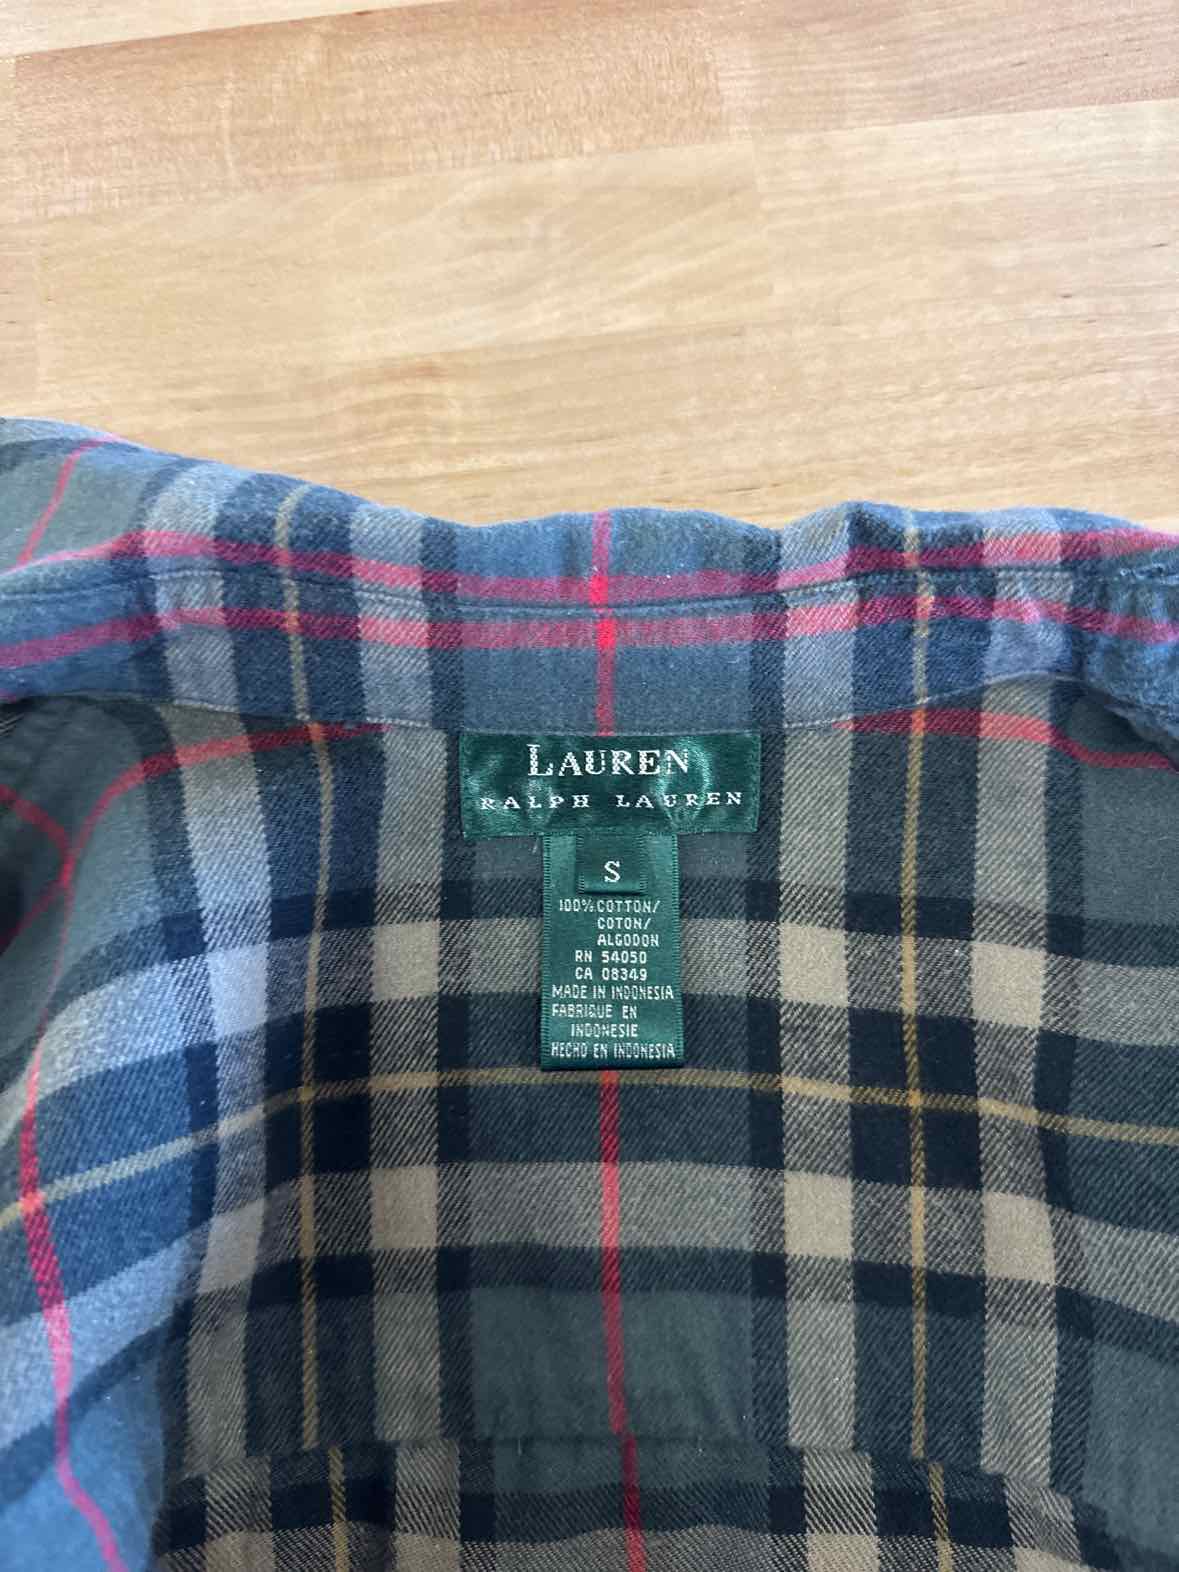 LAUREN
RALPH LAUREN
S
100% COTTON/
COTON/
ALGODON
RN 54050
CA 08349
MADE IN INDONESIA
FABRIQUE EN
INDONESIE
HECHO EN INDONESIA